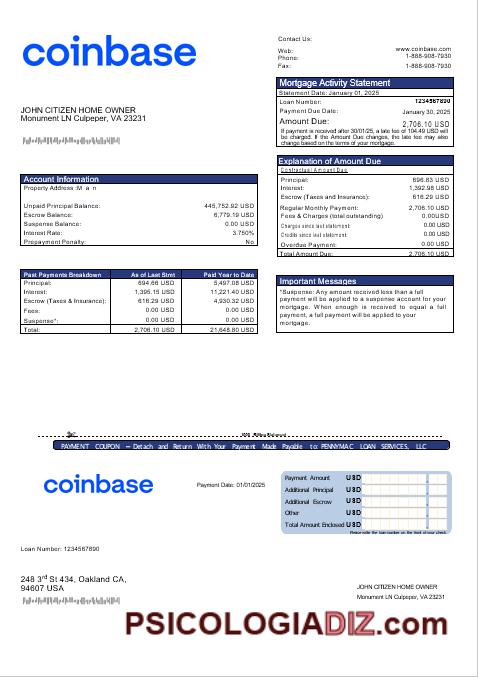 coinbase
Contact Us:
Web: www.coinbase.com
Phone: 1-888-908-7930
Fax: 1-888-908-7930
Mortgage Activity Statement
Statement Date: January 01, 2025
Loan Number: 1234567890
Payment Due Date: January 30, 2025
Amount Due: 2,706.10 USD
If payment is received after 30/01/25, a late fee of 104.49 USD will
be charged. If the Amount Due changes, the late fee may also
change based on the terms of your mortgage.
JOHN CITIZEN HOME OWNER
Monument LN Culpeper, VA 23231
Explanation of Amount Due
Contractual Amount Due
Principal: 696.83 USD
Interest: 1,392.98 USD
Escrow (Taxes and Insurance): 616.29 USD
Regular Monthly Payment: 2,706.10 USD
Fees & Charges (total outstanding) 0.00USD
Charges since last statement: 0.00 USD
Credits since last statement: 0.00 USD
Overdue Payment: 0.00 USD
Total Amount Due: 2,706.10 USD
Account Information
Property Address :M a n
Unpaid Principal Balance: 445,752.92 USD
Escrow Balance: 6,779.19 USD
Suspense Balance: 0.00 USD
Interest Rate: 3.750%
Prepayment Penalty: No
Past Payments Breakdown As of Last Stmt Paid Year to Date
Principal: 694.66 USD 5,497.08 USD
Interest: 1,395.15 USD 11,221.40 USD
Escrow (Taxes & Insurance): 616.29 USD 4,930.32 USD
Fees: 0.00 USD 0.00 USD
Suspense*: 0.00 USD 0.00 USD
Total: 2,706.10 USD 21,648.80 USD
Important Messages
*Suspense: Any amount received less than a full
payment will be applied to a suspense account for your
mortgage. When enough is received to equal a full
payment, a full payment will be applied to your
mortgage.
PAYMENT COUPON – Detach and Return With Your Payment Made Payable to: PENNYMAC LOAN SERVICES, LLC
coinbase
Payment Date: 01/01/2025
Payment Amount USD
Additional Principal USD
Additional Escrow USD
Other USD
Total Amount Enclosed USD
Please write the loan number on the front of your check.
Loan Number: 1234567890
248 3rd St 434, Oakland CA,
94607 USA
JOHN CITIZEN HOME OWNER
Monument LN Culpeper, VA 23231
PSICOLOGIADIZ.com